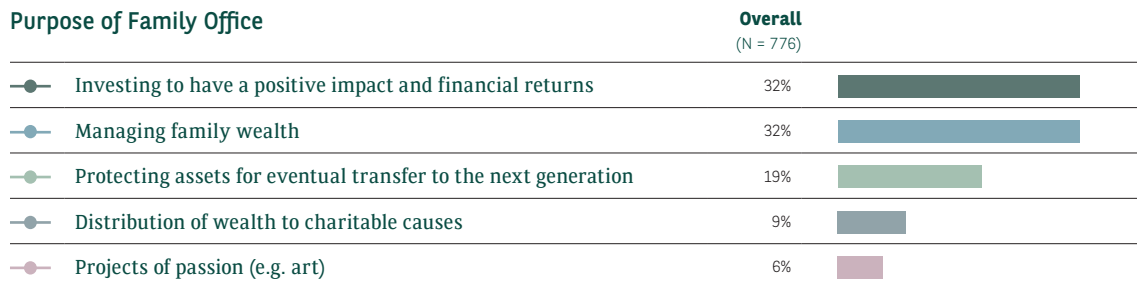 Purpose of Family Office Overall
(N = 776)
Investing to have a positive impact and financial returns 32%
Managing family wealth 32%
Protecting assets for eventual transfer to the next generation 19%
Distribution of wealth to charitable causes 9%
Projects of passion (e.g. art) 6%